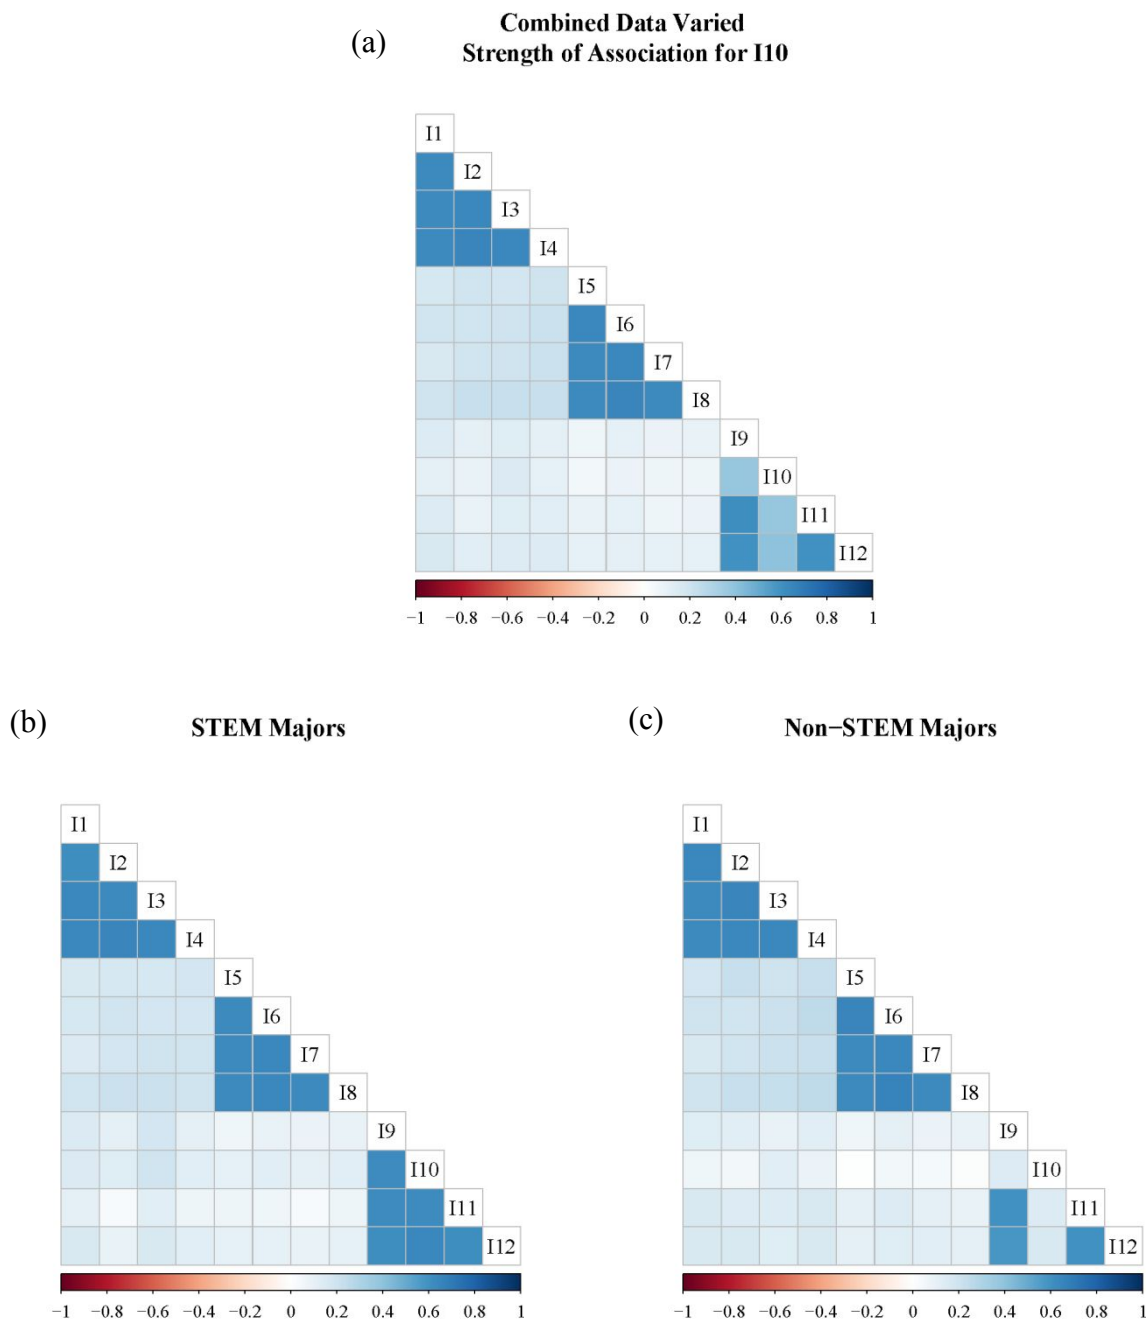 (a)
Combined Data Varied
Strength of Association for I10
I1
I2
I3
I4
I5
I6
I7
I8
I9
I10
I11
I12
−1 −0.8 −0.6 −0.4 −0.2 0 0.2 0.4 0.6 0.8 1
(b)
STEM Majors
I1
I2
I3
I4
I5
I6
I7
I8
I9
I10
I11
I12
−1 −0.8 −0.6 −0.4 −0.2 0 0.2 0.4 0.6 0.8 1
(c)
Non−STEM Majors
I1
I2
I3
I4
I5
I6
I7
I8
I9
I10
I11
I12
−1 −0.8 −0.6 −0.4 −0.2 0 0.2 0.4 0.6 0.8 1